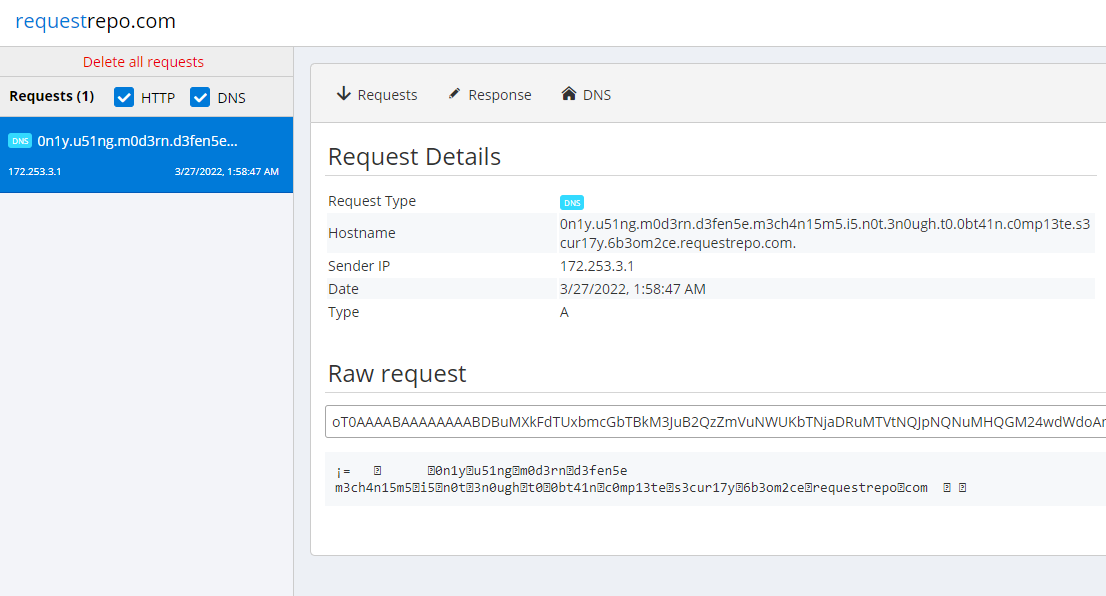 requestrepo.com
Delete all requests
Requests (1) HTTP DNS
DNS 0n1y.u51ng.m0d3rn.d3fen5e...
172.253.3.1 3/27/2022, 1:58:47 AM
Requests Response DNS
Request Details
Request Type DNS
Hostname 0n1y.u51ng.m0d3rn.d3fen5e.m3ch4n15m5.i5.n0t.3n0ugh.t0.0bt41n.c0mp13te.s3
cur17y.6b3om2ce.requestrepo.com.
Sender IP 172.253.3.1
Date 3/27/2022, 1:58:47 AM
Type A
Raw request
oT0AAAABAAAAAAAABDBuMXkFdTUxbmcGbTBkM3JuB2QzZmVuNWUKbTNjaDRuMTVtNQJpNQNuMHQGM24wdWdoAn
¡= 0n1y u51ng m0d3rn d3fen5e
m3ch4n15m5 i5 n0t 3n0ugh t0 0bt41n c0mp13te s3cur17y 6b3om2ce requestrepo com